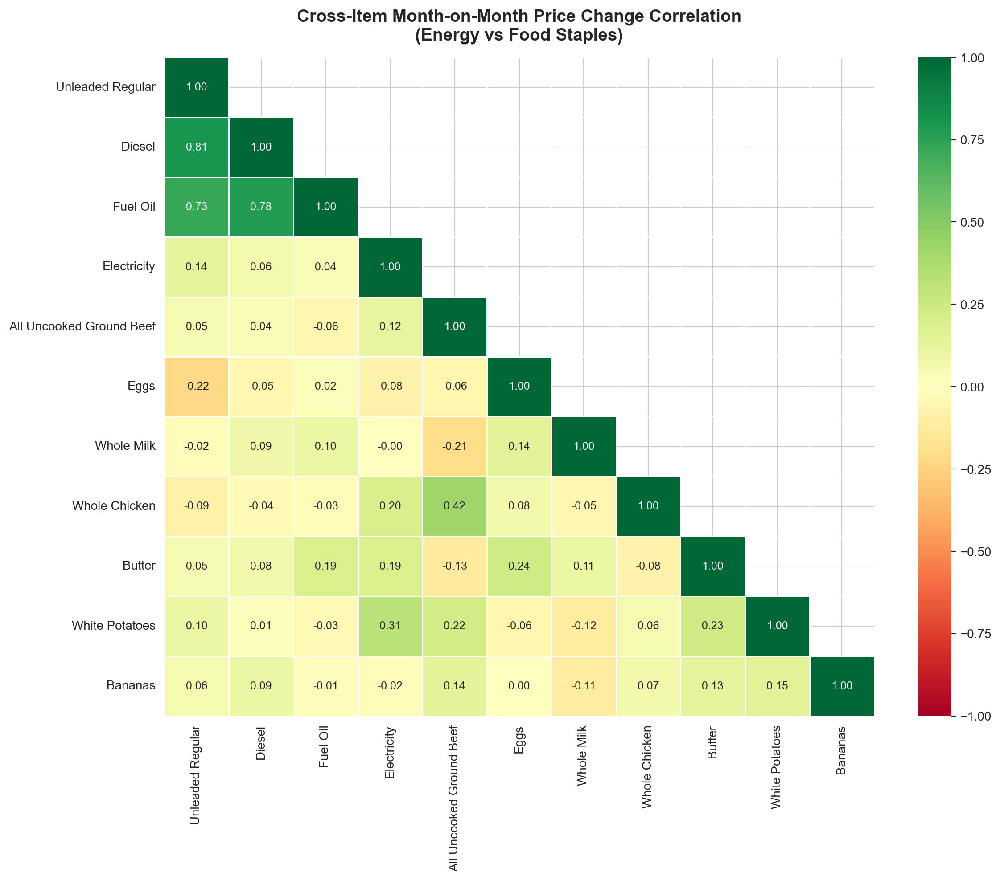 Cross-Item Month-on-Month Price Change Correlation
(Energy vs Food Staples)
Unleaded Regular 1.00
Diesel 0.81 1.00
Fuel Oil 0.73 0.78 1.00
Electricity 0.14 0.06 0.04 1.00
All Uncooked Ground Beef 0.05 0.04 -0.06 0.12 1.00
Eggs -0.22 -0.05 0.02 -0.08 -0.06 1.00
Whole Milk -0.02 0.09 0.10 -0.00 -0.21 0.14 1.00
Whole Chicken -0.09 -0.04 -0.03 0.20 0.42 0.08 -0.05 1.00
Butter 0.05 0.08 0.19 0.19 -0.13 0.24 0.11 -0.08 1.00
White Potatoes 0.10 0.01 -0.03 0.31 0.22 -0.06 -0.12 0.06 0.23 1.00
Bananas 0.06 0.09 -0.01 -0.02 0.14 0.00 -0.11 0.07 0.13 0.15 1.00
Unleaded Regular
Diesel
Fuel Oil
Electricity
All Uncooked Ground Beef
Eggs
Whole Milk
Whole Chicken
Butter
White Potatoes
Bananas
1.00
0.75
0.50
0.25
0.00
−0.25
−0.50
−0.75
−1.00